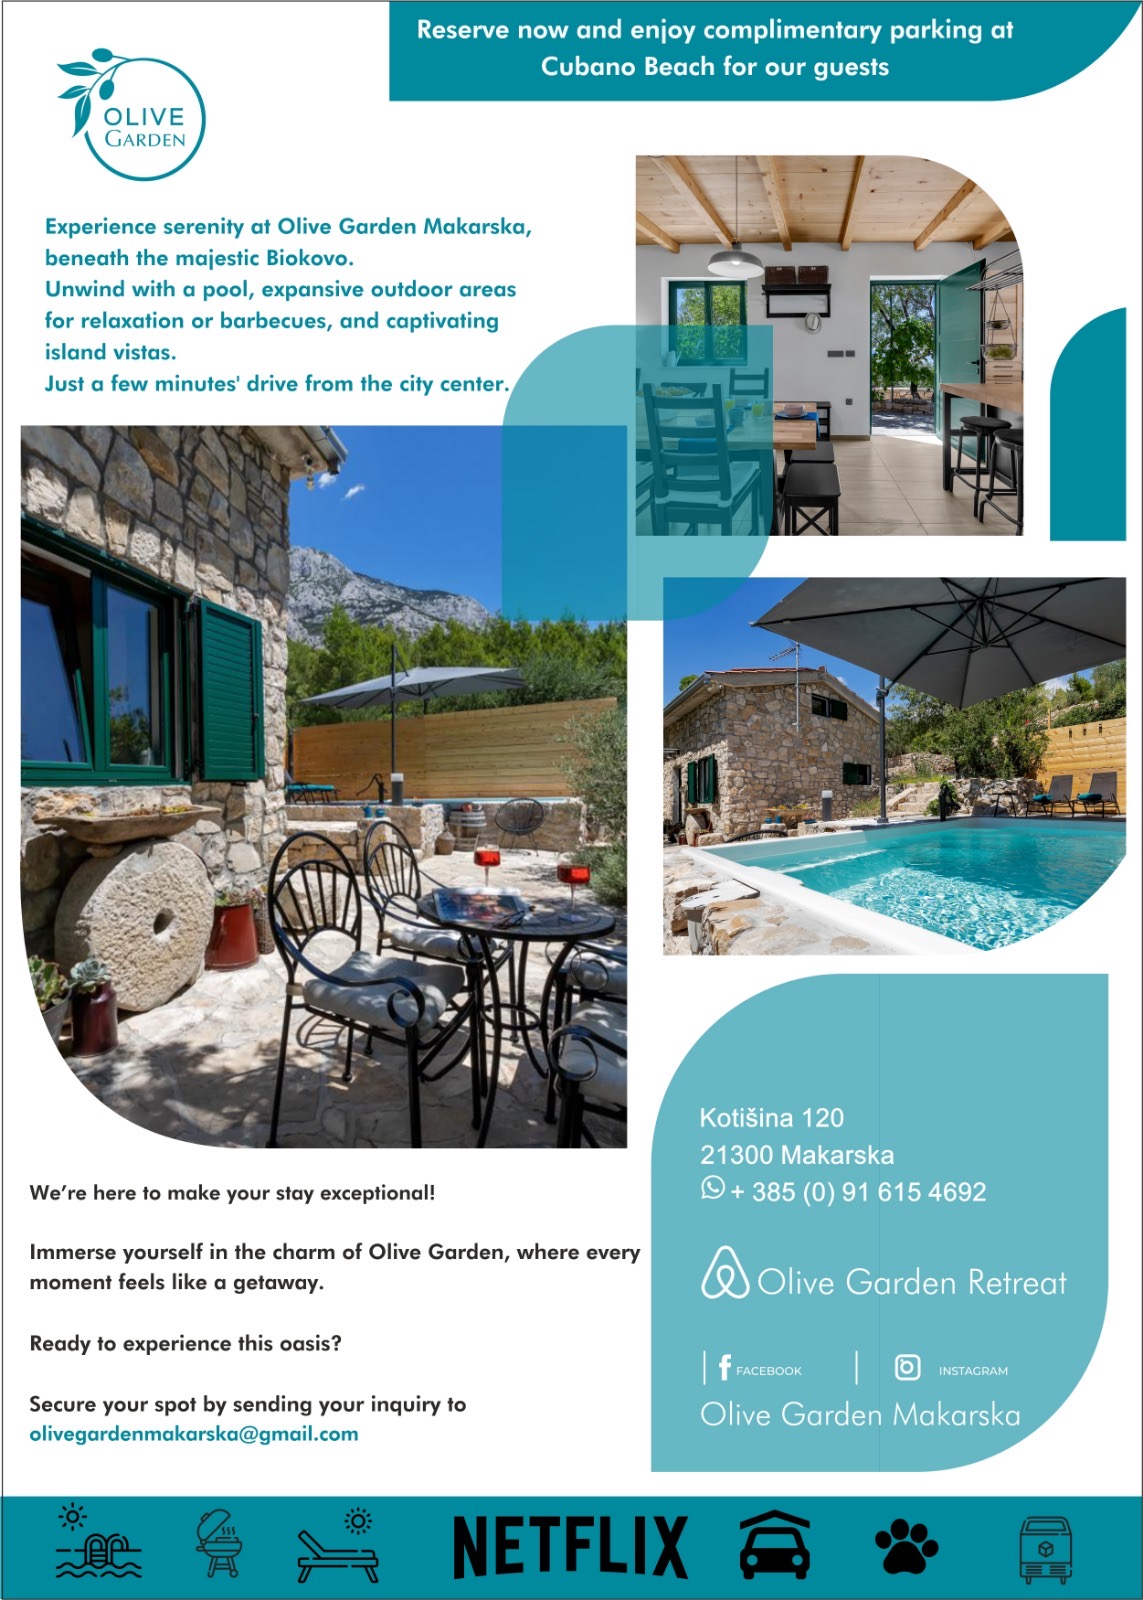 Reserve now and enjoy complimentary parking at
Cubano Beach for our guests
OLIVE
GARDEN
Experience serenity at Olive Garden Makarska,
beneath the majestic Biokovo.
Unwind with a pool, expansive outdoor areas
for relaxation or barbecues, and captivating
island vistas.
Just a few minutes' drive from the city center.
We're here to make your stay exceptional!
Immerse yourself in the charm of Olive Garden, where every
moment feels like a getaway.
Ready to experience this oasis?
Secure your spot by sending your inquiry to
olivegardenmakarska@gmail.com
Kotišina 120
21300 Makarska
+ 385 (0) 91 615 4692
Olive Garden Retreat
FACEBOOK
INSTAGRAM
Olive Garden Makarska
NETFLIX